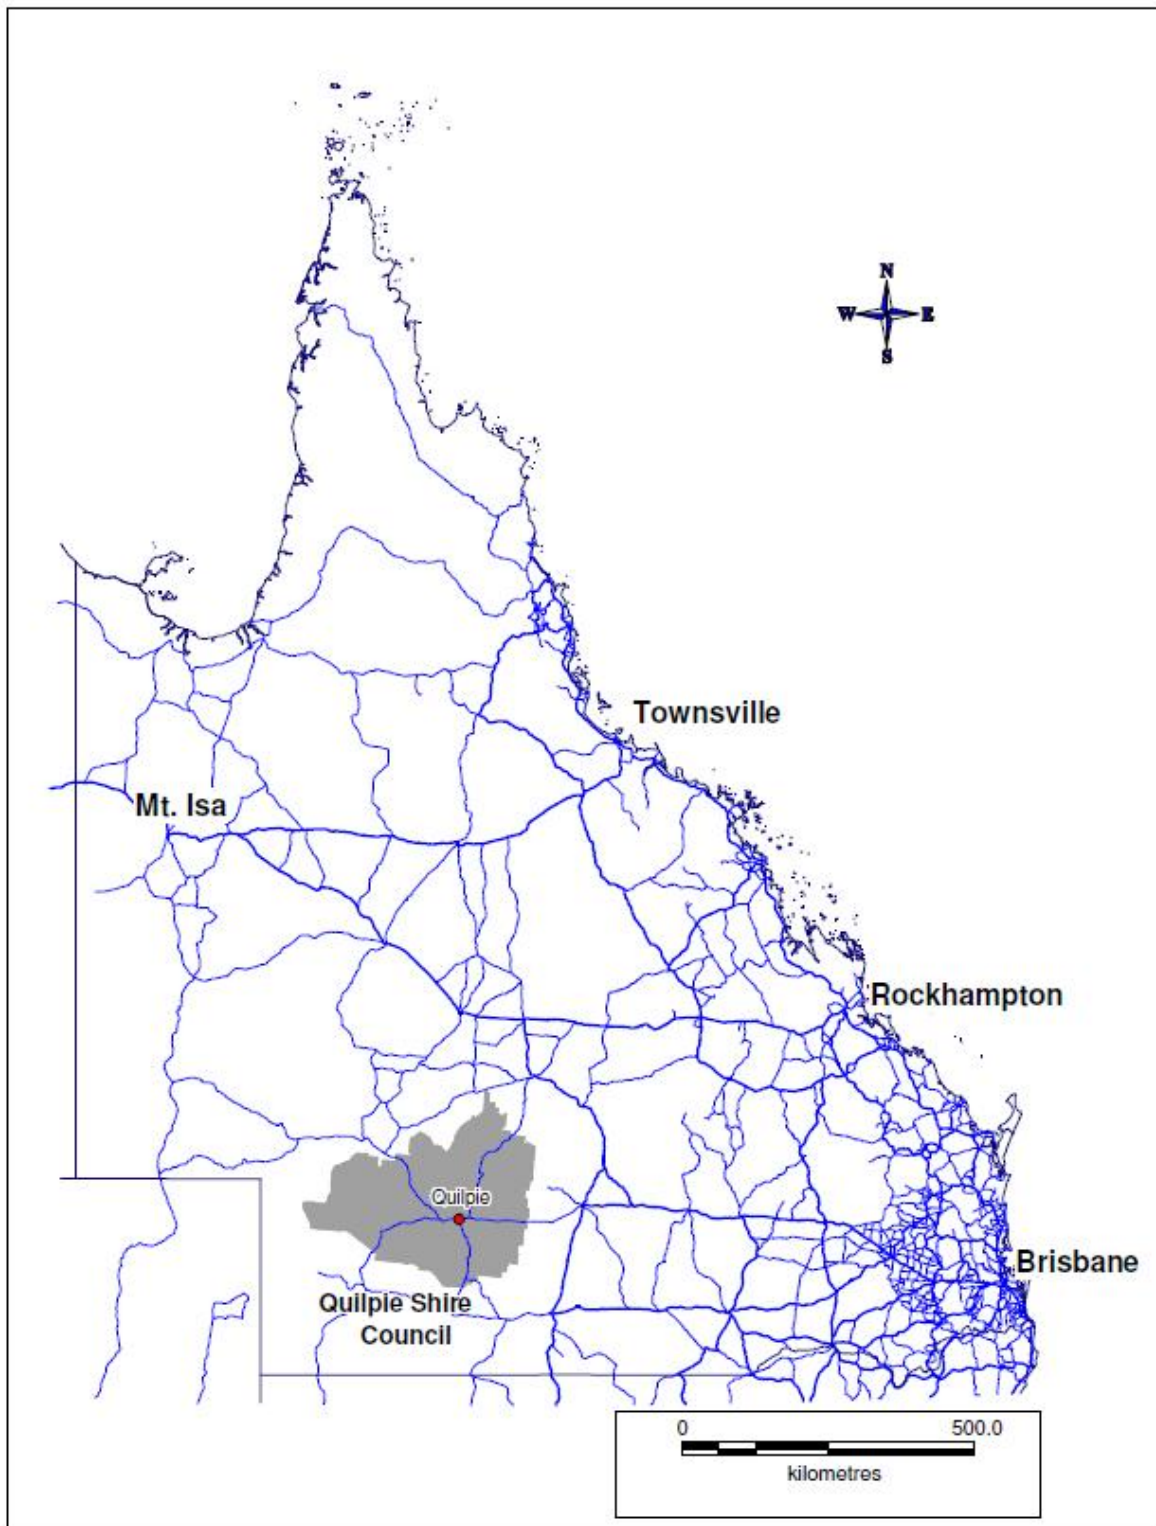 N
W E
S
Townsville
Mt. Isa
Rockhampton
Quilpie
Brisbane
Quilpie Shire
Council
0 500.0
kilometres